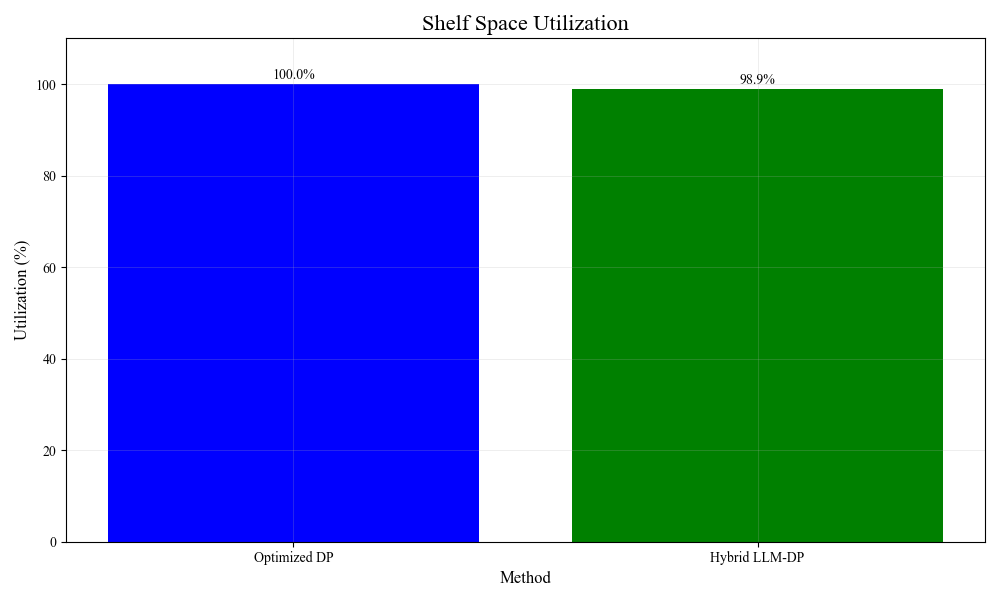 Shelf Space Utilization
100.0%
98.9%
100
80
60
40
20
0
Utilization (%)
Optimized DP
Hybrid LLM-DP
Method